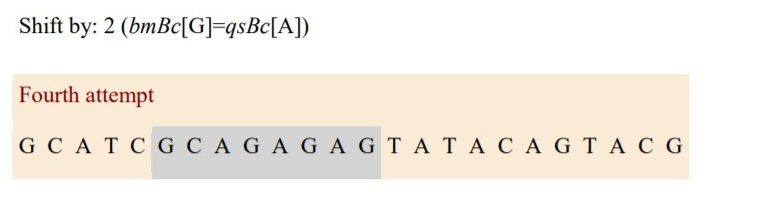 Shift by: 2 (bmBc[G]=qsBc[A])
Fourth attempt
G C A T C G C A G A G A G T A T A C A G T A C G